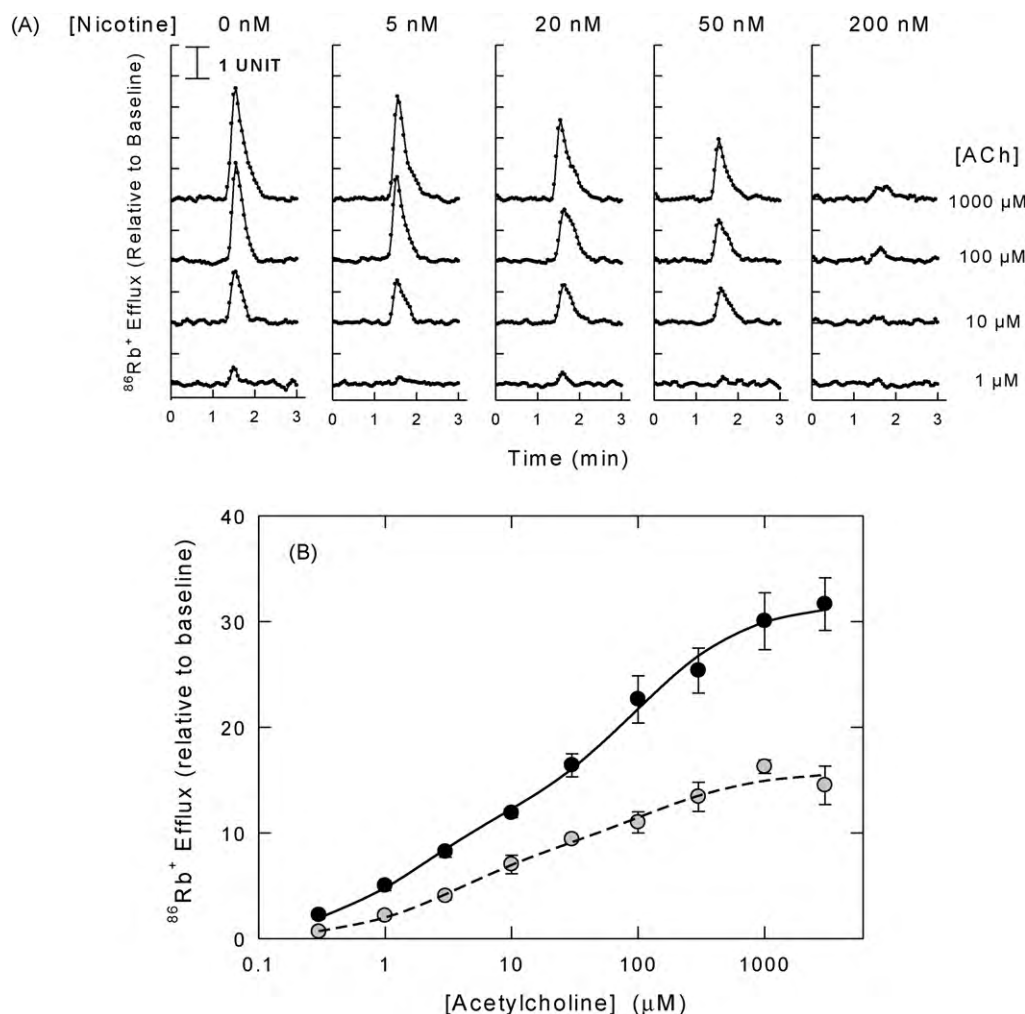 (A) [Nicotine] 0 nM 5 nM 20 nM 50 nM 200 nM
1 UNIT
⁸⁶Rb⁺ Efflux (Relative to Baseline)
[ACh]
1000 µM
100 µM
10 µM
1 µM
0 1 2 3 0 1 2 3 0 1 2 3 0 1 2 3 0 1 2 3
Time (min)
(B)
⁸⁶Rb⁺ Efflux (relative to baseline)
40
30
20
10
0
0.1 1 10 100 1000
[Acetylcholine] (µM)